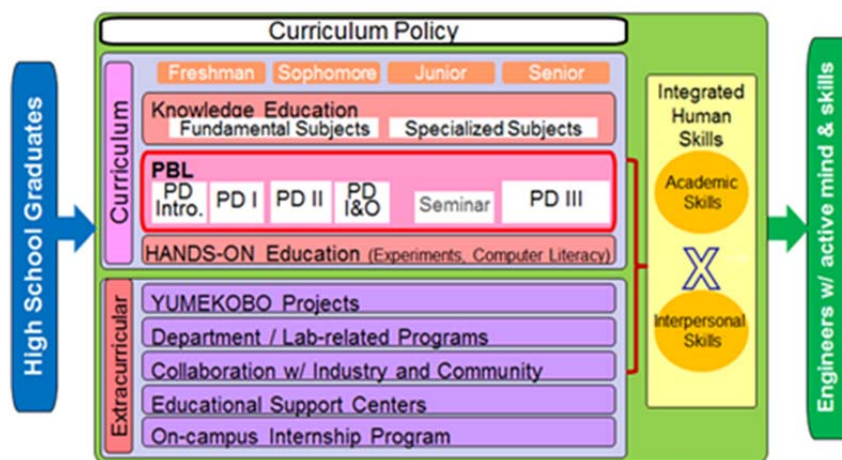 High School Graduates
Curriculum Policy
Curriculum
Freshman Sophomore Junior Senior
Knowledge Education
Fundamental Subjects Specialized Subjects
PBL
PD Intro.
PD I
PD II
PD I&O
Seminar
PD III
HANDS-ON Education (Experiments, Computer Literacy)
Extracurricular
YUMEKOBO Projects
Department / Lab-related Programs
Collaboration w/ Industry and Community
Educational Support Centers
On-campus Internship Program
Integrated
Human
Skills
Academic
Skills
X
Interpersonal
Skills
Engineers w/ active mind & skills